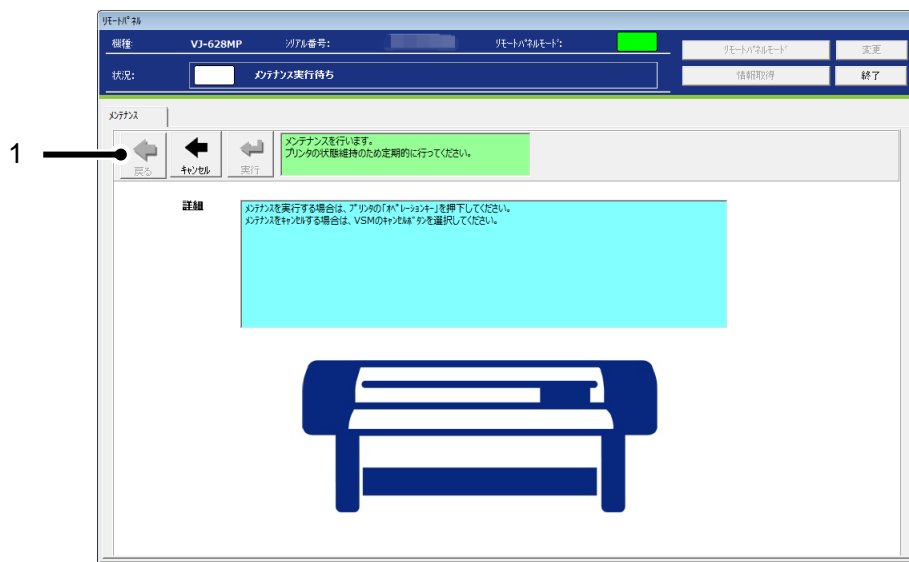 ﾘﾓｰﾄﾊﾟﾈﾙ
機種: VJ-628MP ｼﾘｱﾙ番号: ﾘﾓｰﾄﾊﾟﾈﾙﾓｰﾄﾞ: ﾘﾓｰﾄﾊﾟﾈﾙﾓｰﾄﾞ 変更
状況: ﾒﾝﾃﾅﾝｽ実行待ち 情報取得 終了
ﾒﾝﾃﾅﾝｽ
1
戻る ｷｬﾝｾﾙ 実行
メンテナンスを行います。
プリンタの状態維持のため定期的に行ってください。
詳細
ﾒﾝﾃﾅﾝｽを実行する場合は、ﾌﾟﾘﾝﾀの｢ｵﾍﾟﾚｰｼｮﾝｷｰ｣を押下してください。
ﾒﾝﾃﾅﾝｽをｷｬﾝｾﾙする場合は、VSMのｷｬﾝｾﾙﾎﾞﾀﾝを選択してください。